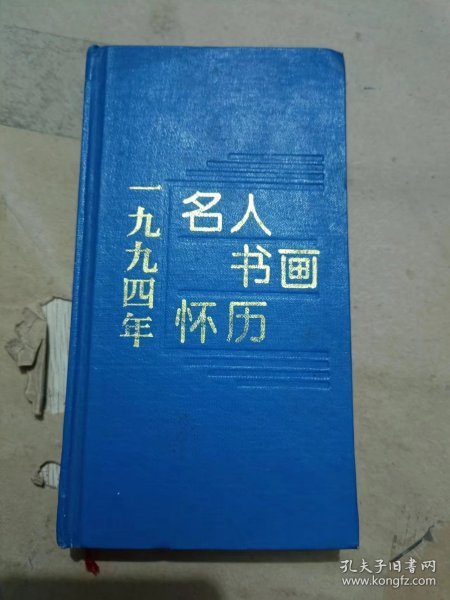 一九九四年
名人
书画
怀历
孔夫子旧书网
www.kongfz.com